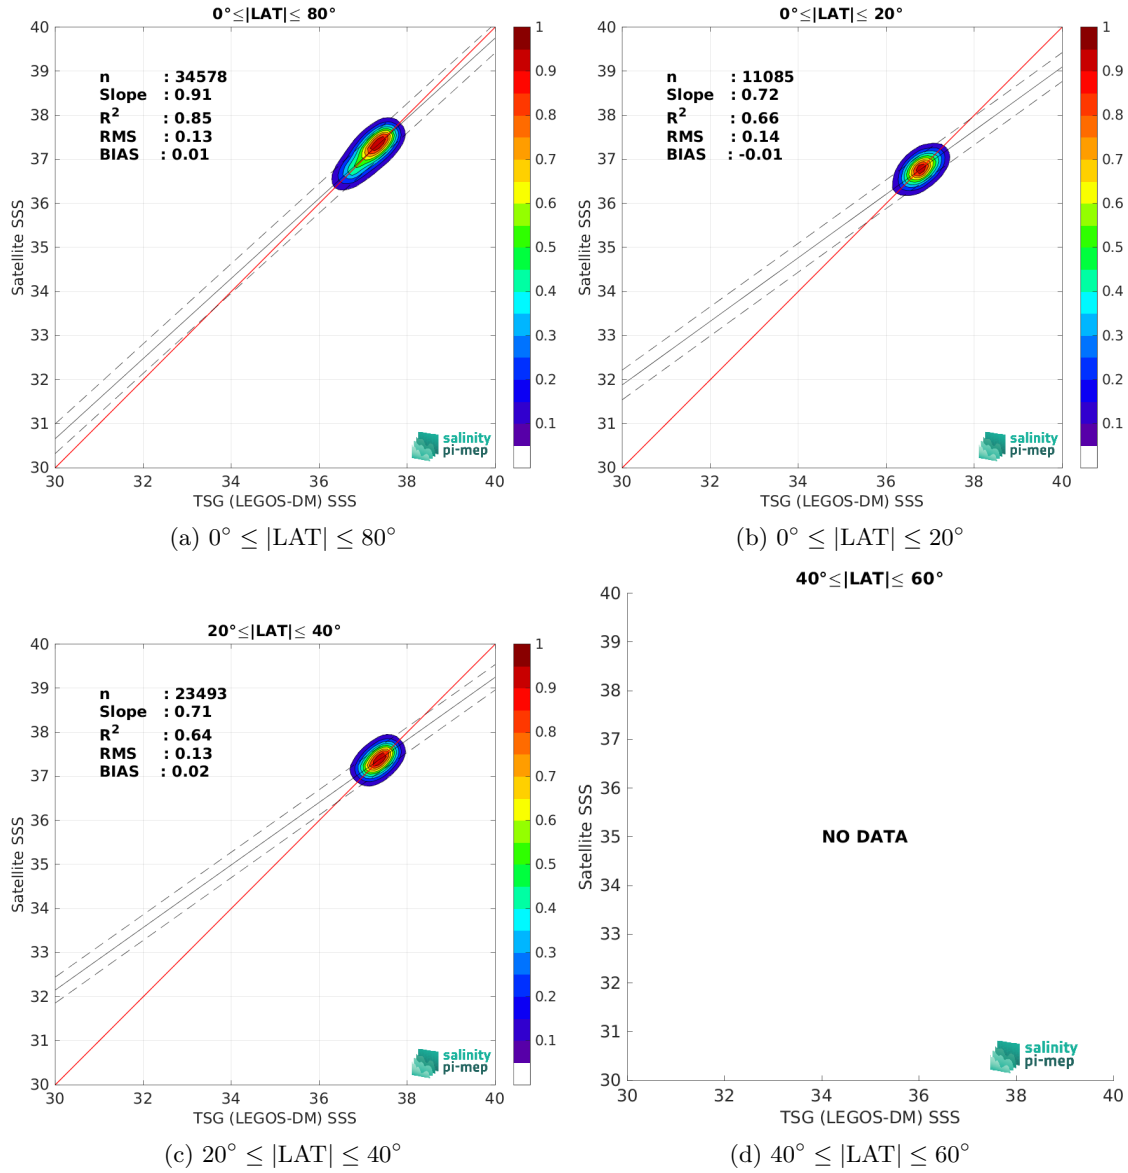 0°≤|LAT|≤ 80°
n : 34578
Slope : 0.91
R² : 0.85
RMS : 0.13
BIAS : 0.01
40
39
38
37
36
35
34
33
32
31
30
Satellite SSS
30 32 34 36 38 40
TSG (LEGOS-DM) SSS
1
0.9
0.8
0.7
0.6
0.5
0.4
0.3
0.2
0.1
salinity
pi-mep
(a) 0° ≤ |LAT| ≤ 80°
0°≤|LAT|≤ 20°
n : 11085
Slope : 0.72
R² : 0.66
RMS : 0.14
BIAS : -0.01
40
39
38
37
36
35
34
33
32
31
30
Satellite SSS
30 32 34 36 38 40
TSG (LEGOS-DM) SSS
1
0.9
0.8
0.7
0.6
0.5
0.4
0.3
0.2
0.1
salinity
pi-mep
(b) 0° ≤ |LAT| ≤ 20°
20°≤|LAT|≤ 40°
n : 23493
Slope : 0.71
R² : 0.64
RMS : 0.13
BIAS : 0.02
40
39
38
37
36
35
34
33
32
31
30
Satellite SSS
30 32 34 36 38 40
TSG (LEGOS-DM) SSS
1
0.9
0.8
0.7
0.6
0.5
0.4
0.3
0.2
0.1
salinity
pi-mep
(c) 20° ≤ |LAT| ≤ 40°
40°≤|LAT|≤ 60°
40
39
38
37
36
35
34
33
32
31
30
Satellite SSS
NO DATA
30 32 34 36 38 40
TSG (LEGOS-DM) SSS
salinity
pi-mep
(d) 40° ≤ |LAT| ≤ 60°